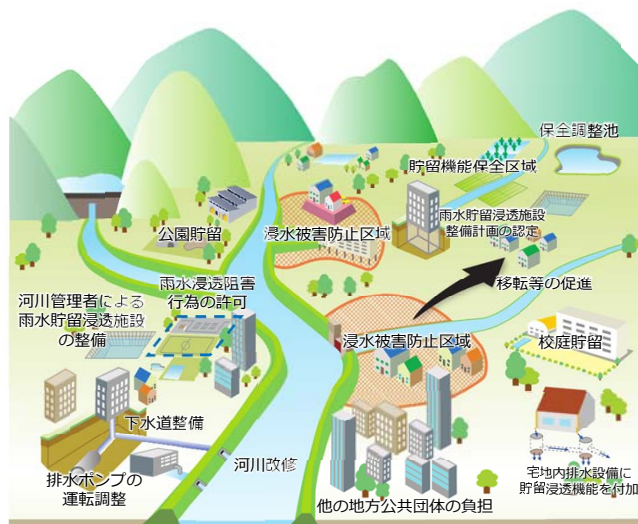 保全調整池
貯留機能保全区域
雨水貯留浸透施設
整備計画の認定
公園貯留
浸水被害防止区域
移転等の促進
雨水浸透阻害
行為の許可
河川管理者による
雨水貯留浸透施設
の整備
浸水被害防止区域
校庭貯留
下水道整備
河川改修
排水ポンプの
運転調整
他の地方公共団体の負担
宅地内排水設備に
貯留浸透機能を付加